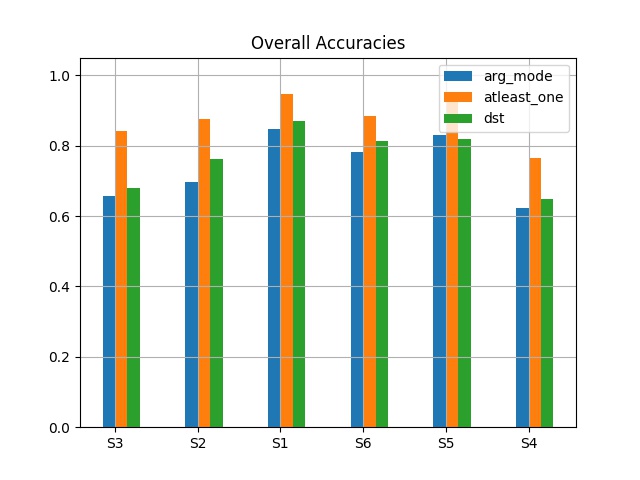 Overall Accuracies
1.0
0.8
0.6
0.4
0.2
0.0
arg_mode
atleast_one
dst
S3 S2 S1 S6 S5 S4